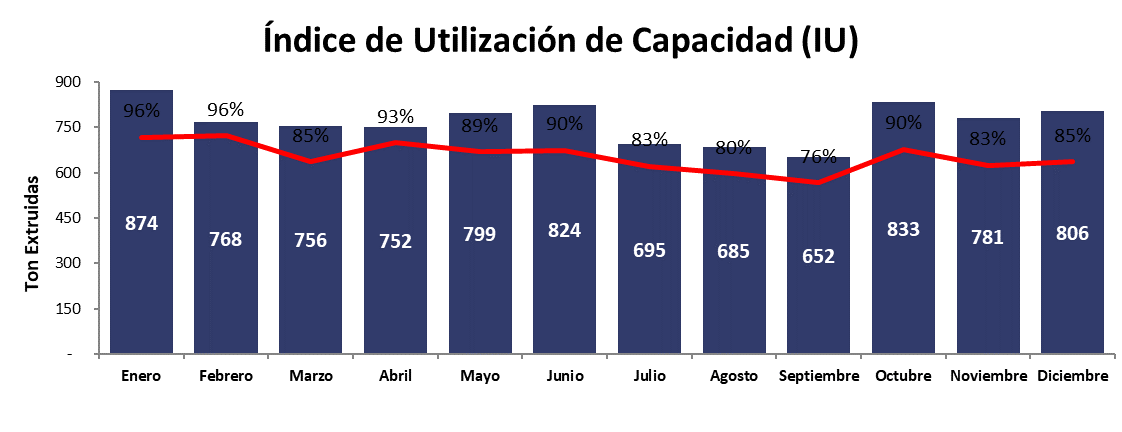 Índice de Utilización de Capacidad (IU)
Ton Extruidas
900
750
600
450
300
150
-
96% 96% 85% 93% 89% 90% 83% 80% 76% 90% 83% 85%
874 768 756 752 799 824 695 685 652 833 781 806
Enero Febrero Marzo Abril Mayo Junio Julio Agosto Septiembre Octubre Noviembre Diciembre